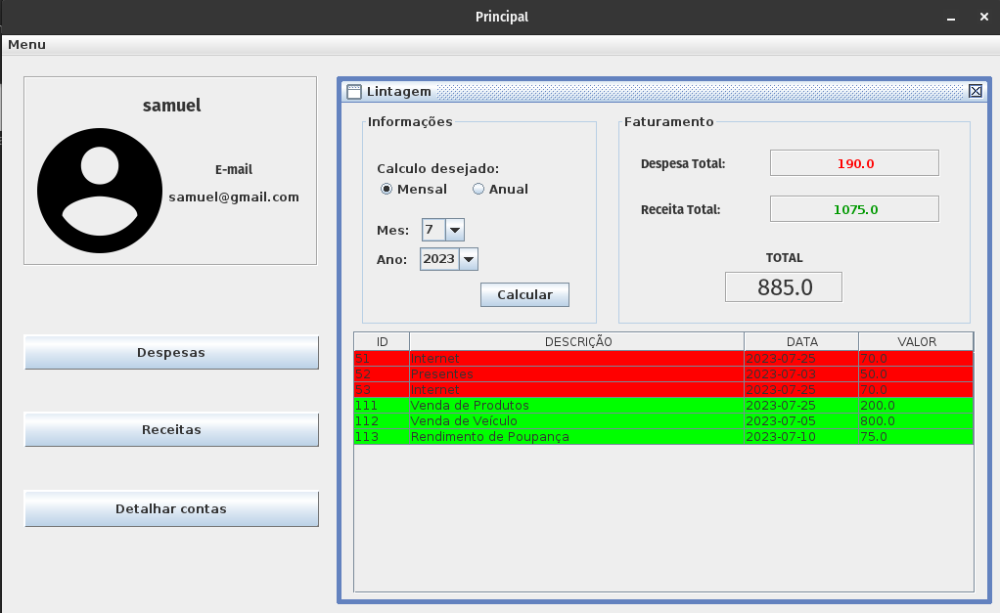 Principal
Menu
samuel
E-mail
samuel@gmail.com
Despesas
Receitas
Detalhar contas
Lintagem
Informações
Calculo desejado:
Mensal Anual
Mes: 7
Ano: 2023
Calcular
Faturamento
Despesa Total: 190.0
Receita Total: 1075.0
TOTAL
885.0
ID DESCRIÇÃO DATA VALOR
51 Internet 2023-07-25 70.0
52 Presentes 2023-07-03 50.0
53 Internet 2023-07-25 70.0
111 Venda de Produtos 2023-07-25 200.0
112 Venda de Veículo 2023-07-05 800.0
113 Rendimento de Poupança 2023-07-10 75.0